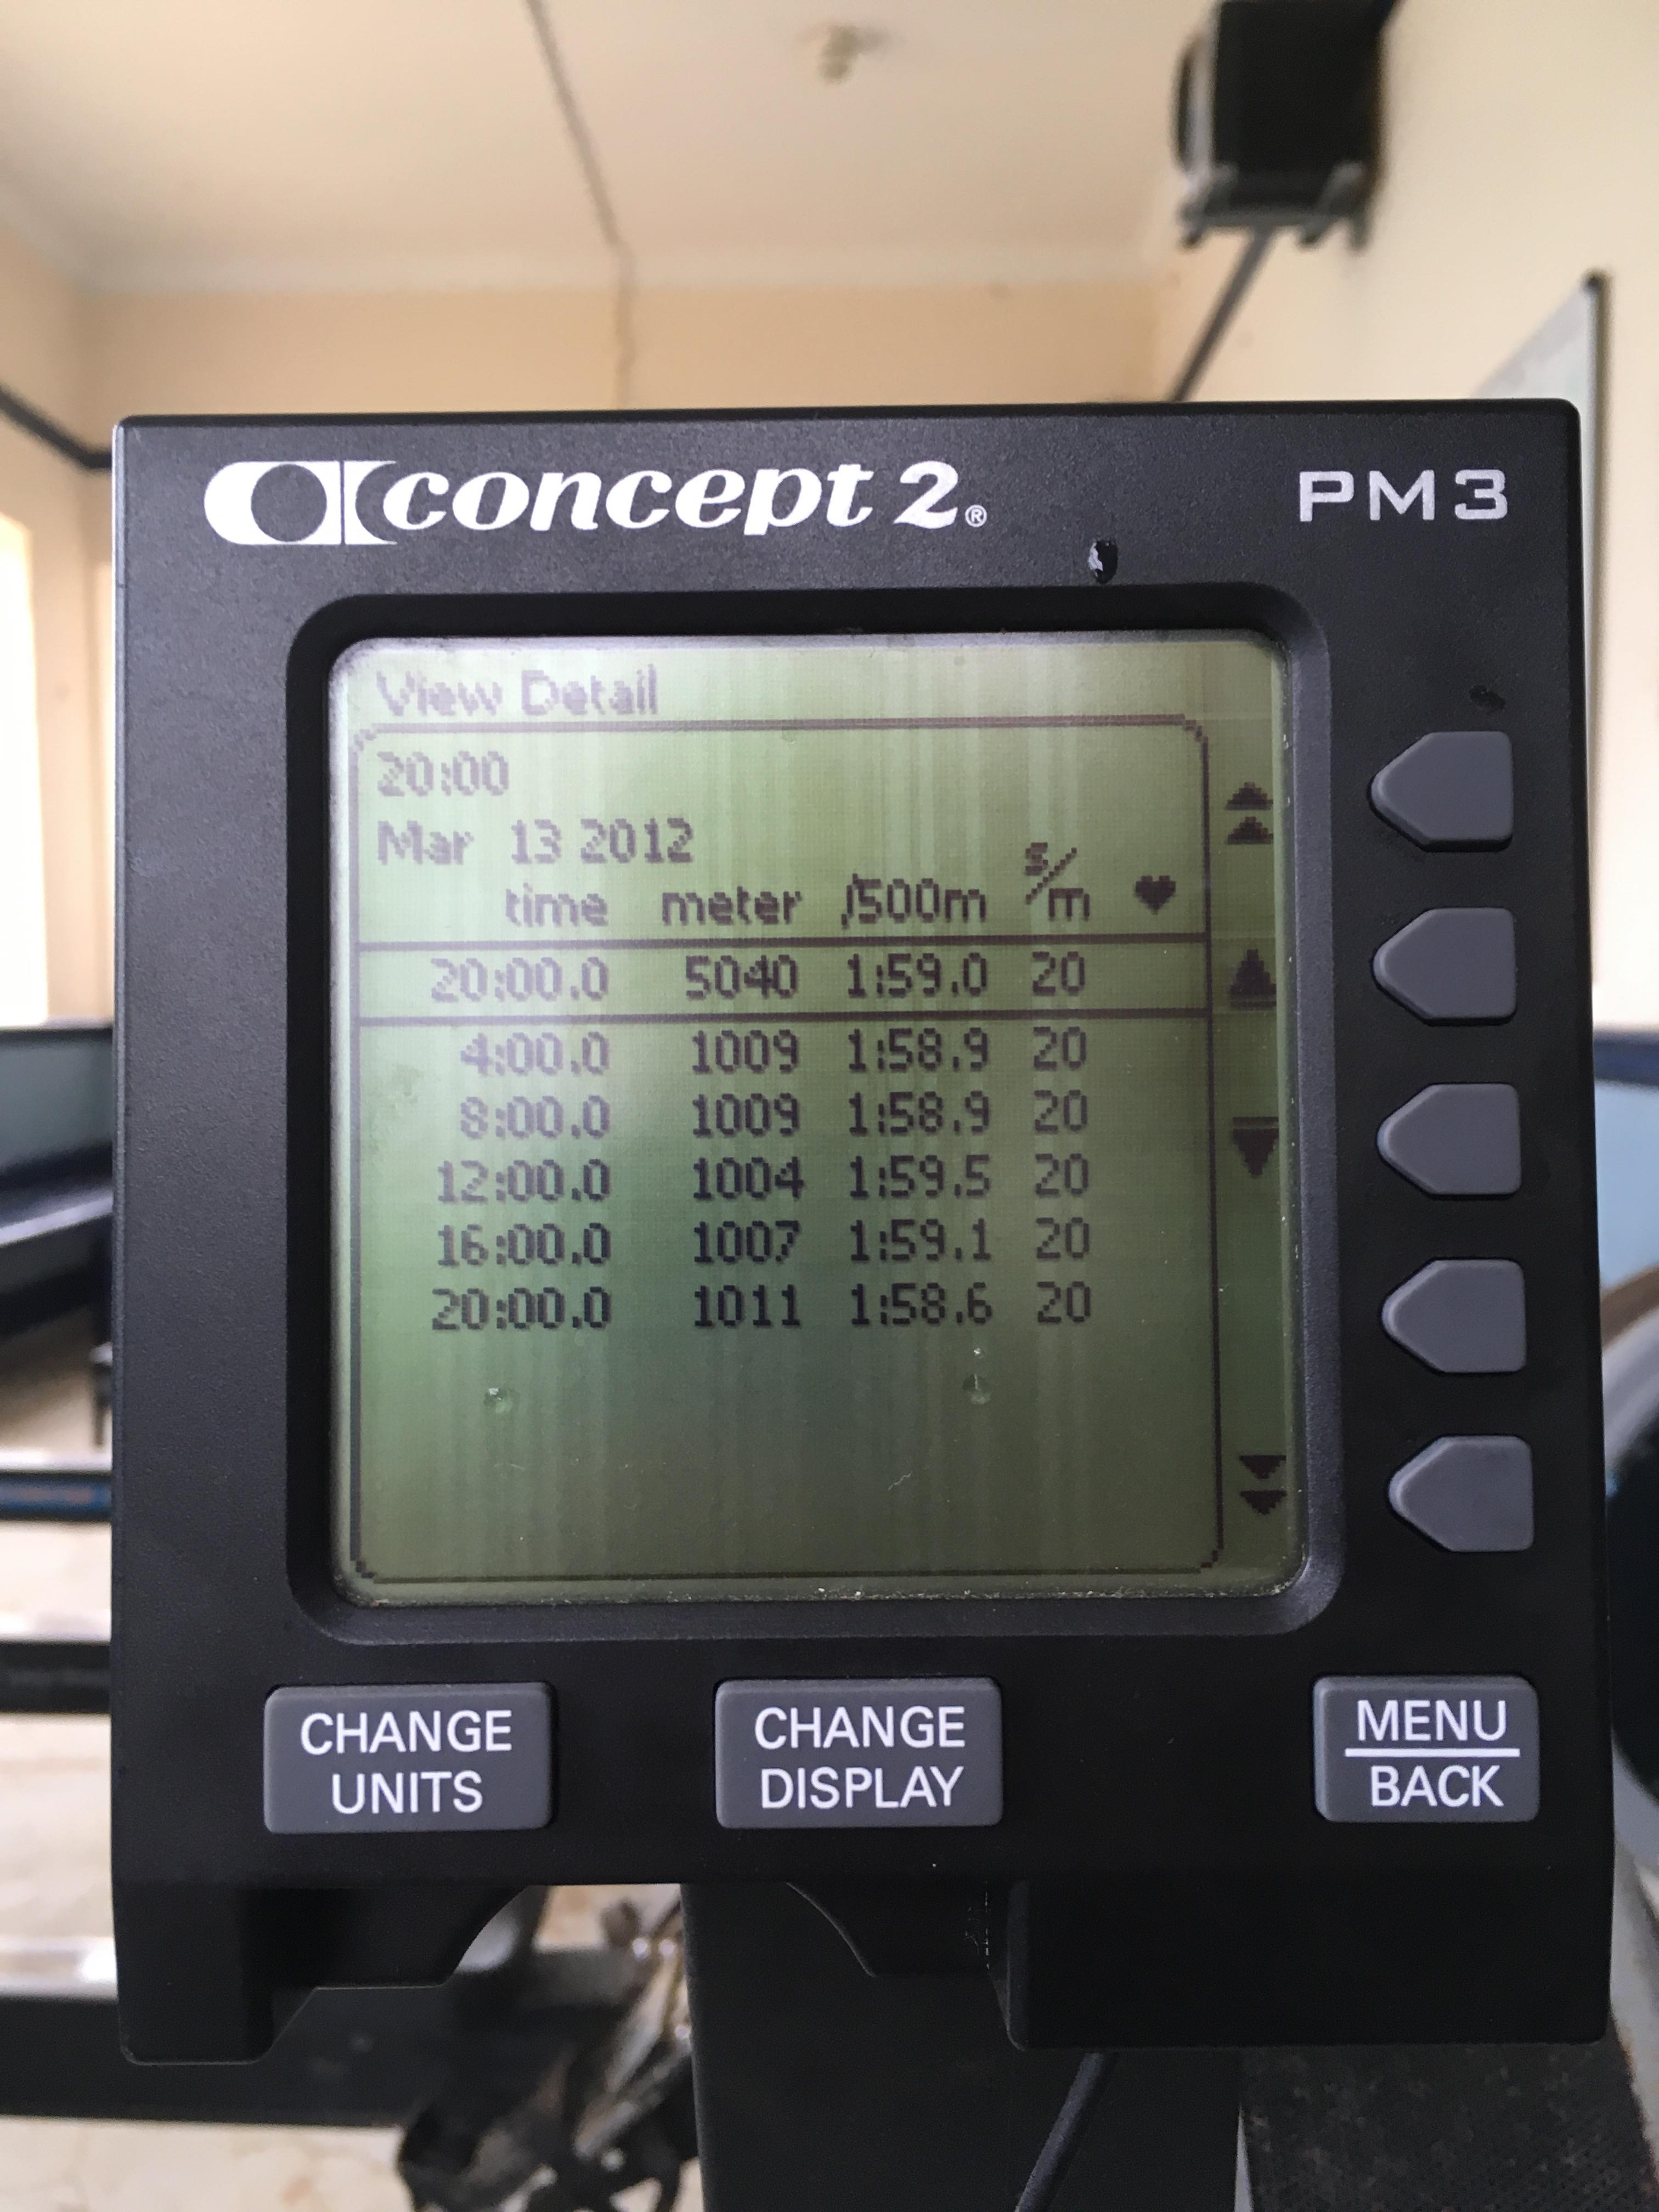 concept 2® PM3
View Detail
20:00
Mar 13 2012
time meter /500m s/m ♥
20:00.0 5040 1:59.0 20
4:00.0 1009 1:58.9 20
8:00.0 1009 1:58.9 20
12:00.0 1004 1:59.5 20
16:00.0 1007 1:59.1 20
20:00.0 1011 1:58.6 20
CHANGE UNITS
CHANGE DISPLAY
MENU
BACK